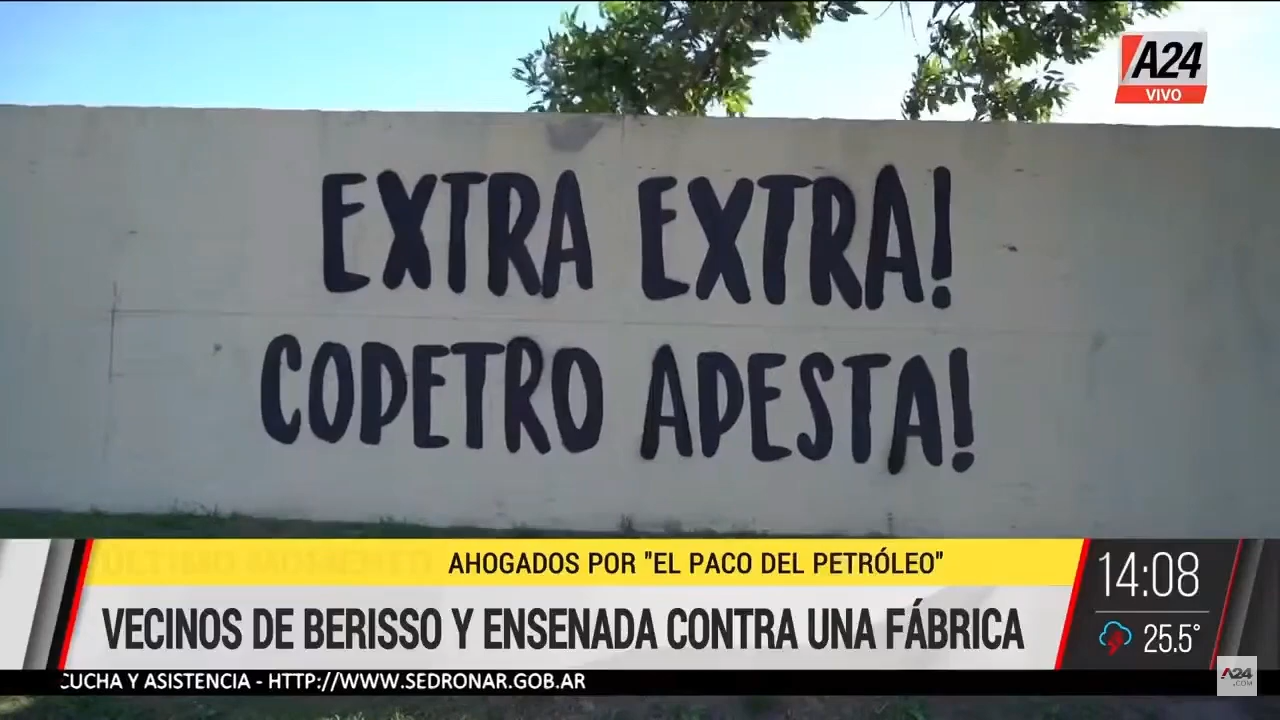 A24
VIVO
EXTRA EXTRA!
COPETRO APESTA!
AHOGADOS POR "EL PACO DEL PETRÓLEO"
VECINOS DE BERISSO Y ENSENADA CONTRA UNA FÁBRICA
14:08
25.5°
CUCHA Y ASISTENCIA - HTTP://WWW.SEDRONAR.GOB.AR
A24
.COM